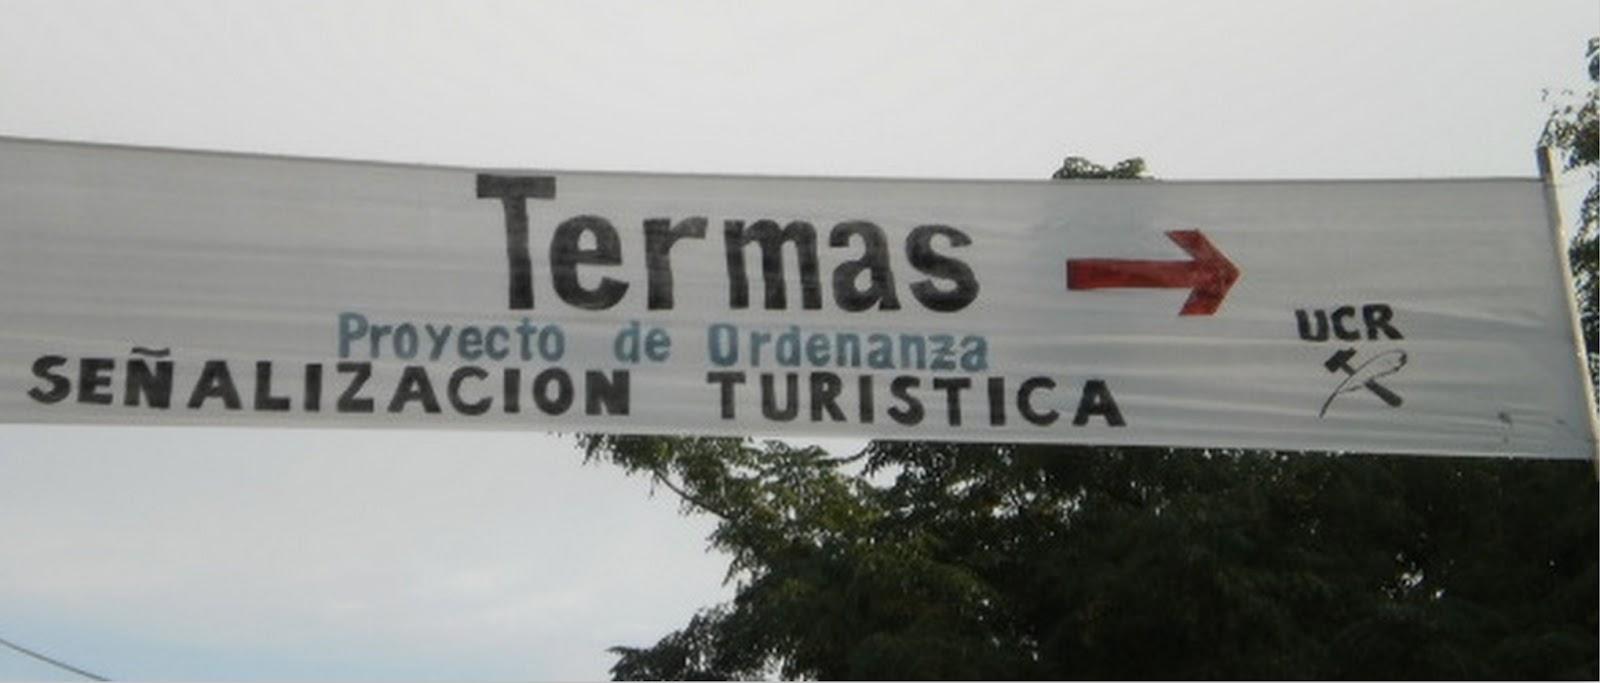 Termas
Proyecto de Ordenanza
SEÑALIZACION TURISTICA
UCR